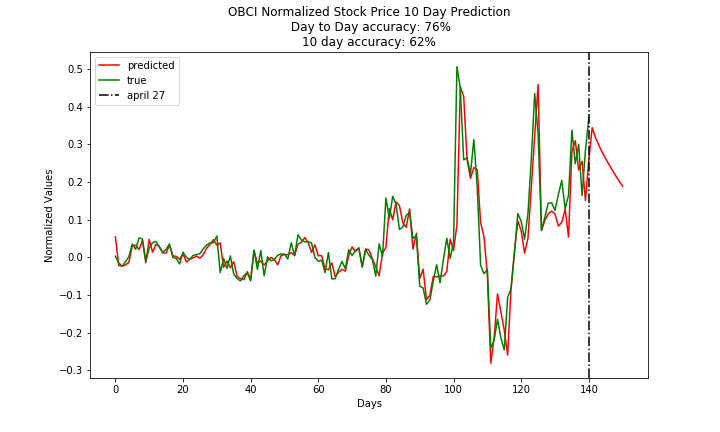 OBCI Normalized Stock Price 10 Day Prediction
Day to Day accuracy: 76%
10 day accuracy: 62%
predicted
true
april 27
Normalized Values
0.5
0.4
0.3
0.2
0.1
0.0
−0.1
−0.2
−0.3
0 20 40 60 80 100 120 140
Days